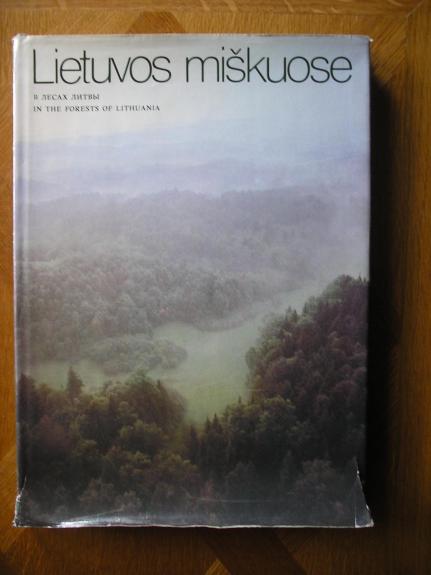 Lietuvos miškuose
В ЛЕСАХ ЛИТВЫ
IN THE FORESTS OF LITHUANIA